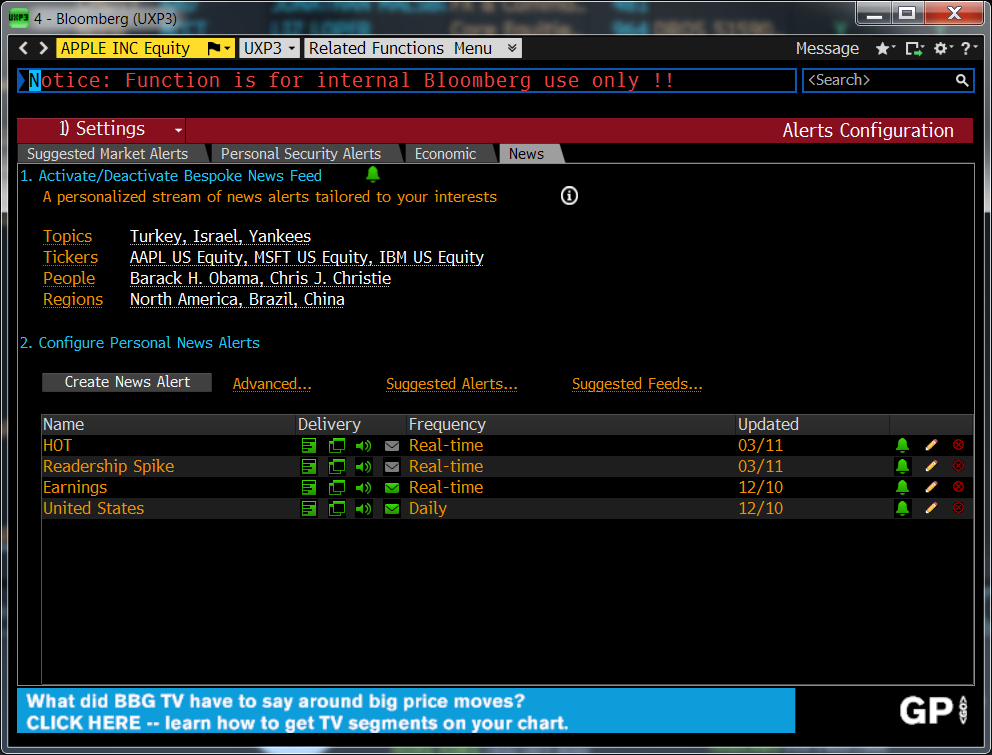 UXP3 4 - Bloomberg (UXP3)
APPLE INC Equity UXP3 Related Functions Menu Message ?
Notice: Function is for internal Bloomberg use only !! <Search>
1) Settings Alerts Configuration
Suggested Market Alerts Personal Security Alerts Economic News
1. Activate/Deactivate Bespoke News Feed
A personalized stream of news alerts tailored to your interests
Topics Turkey, Israel, Yankees
Tickers AAPL US Equity, MSFT US Equity, IBM US Equity
People Barack H. Obama, Chris J. Christie
Regions North America, Brazil, China
2. Configure Personal News Alerts
Create News Alert Advanced... Suggested Alerts... Suggested Feeds...
Name Delivery Frequency Updated
HOT Real-time 03/11
Readership Spike Real-time 03/11
Earnings Real-time 12/10
United States Daily 12/10
What did BBG TV have to say around big price moves?
CLICK HERE -- learn how to get TV segments on your chart.
GP <GO>